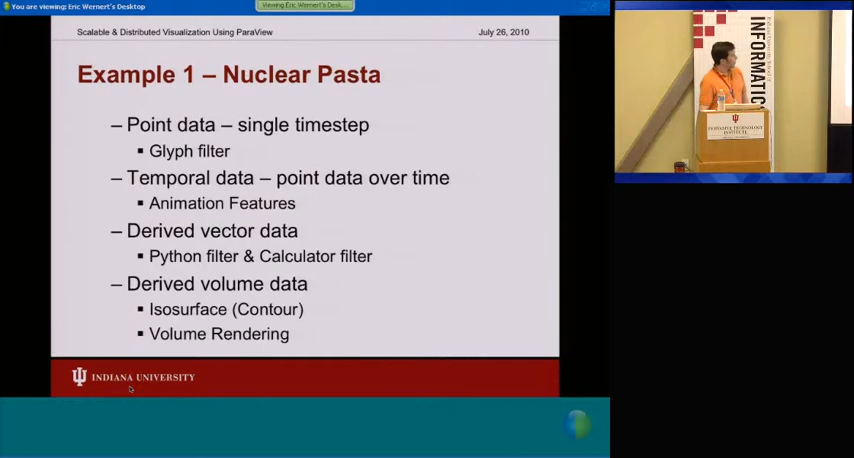 You are viewing: Eric Wernert's Desktop
Viewing Eric Wernert's Desk...
Scalable & Distributed Visualization Using ParaView
July 26, 2010
Example 1 – Nuclear Pasta
– Point data – single timestep
▪ Glyph filter
– Temporal data – point data over time
▪ Animation Features
– Derived vector data
▪ Python filter & Calculator filter
– Derived volume data
▪ Isosurface (Contour)
▪ Volume Rendering
INDIANA UNIVERSITY
INFORMATIC